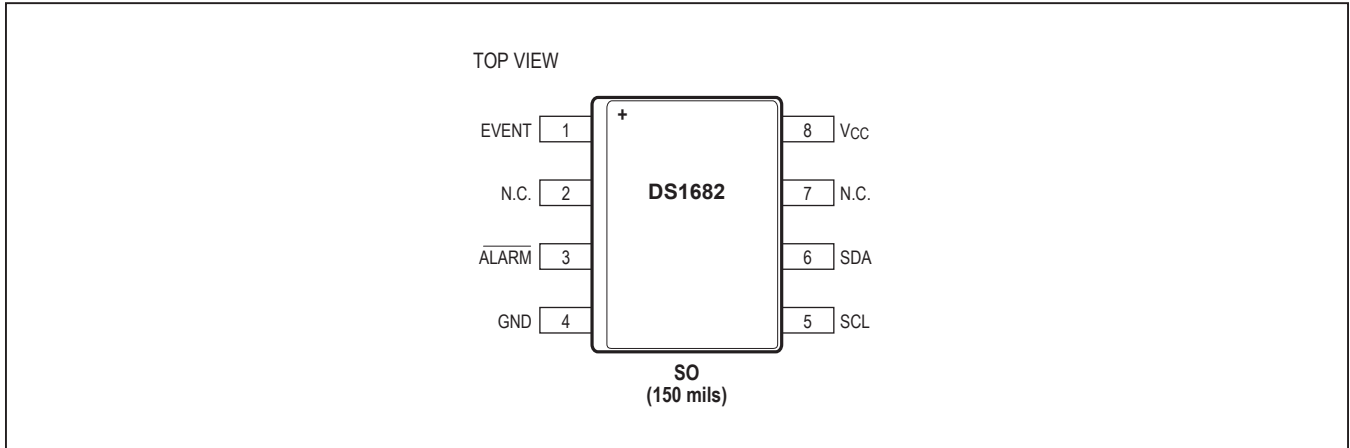 TOP VIEW
+
EVENT 1 8 VCC
N.C. 2 DS1682 7 N.C.
ALARM 3 6 SDA
GND 4 5 SCL
SO
(150 mils)